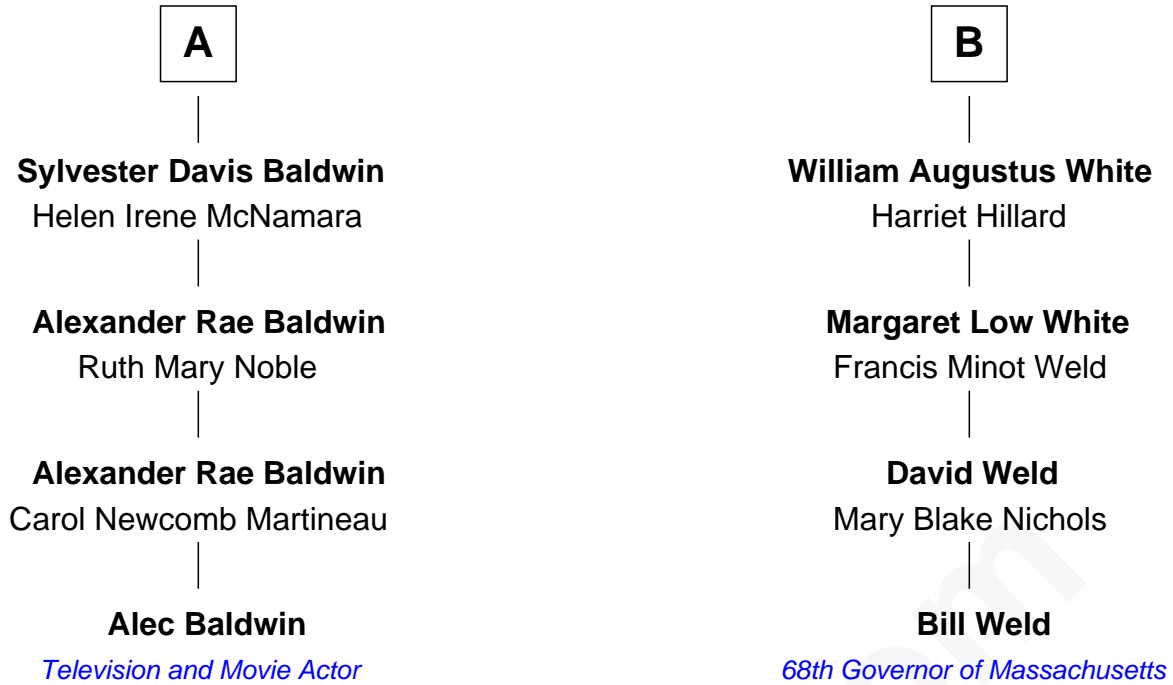 A
B
Sylvester Davis Baldwin
Helen Irene McNamara
William Augustus White
Harriet Hillard
Alexander Rae Baldwin
Ruth Mary Noble
Margaret Low White
Francis Minot Weld
Alexander Rae Baldwin
Carol Newcomb Martineau
David Weld
Mary Blake Nichols
Alec Baldwin
Television and Movie Actor
Bill Weld
68th Governor of Massachusetts